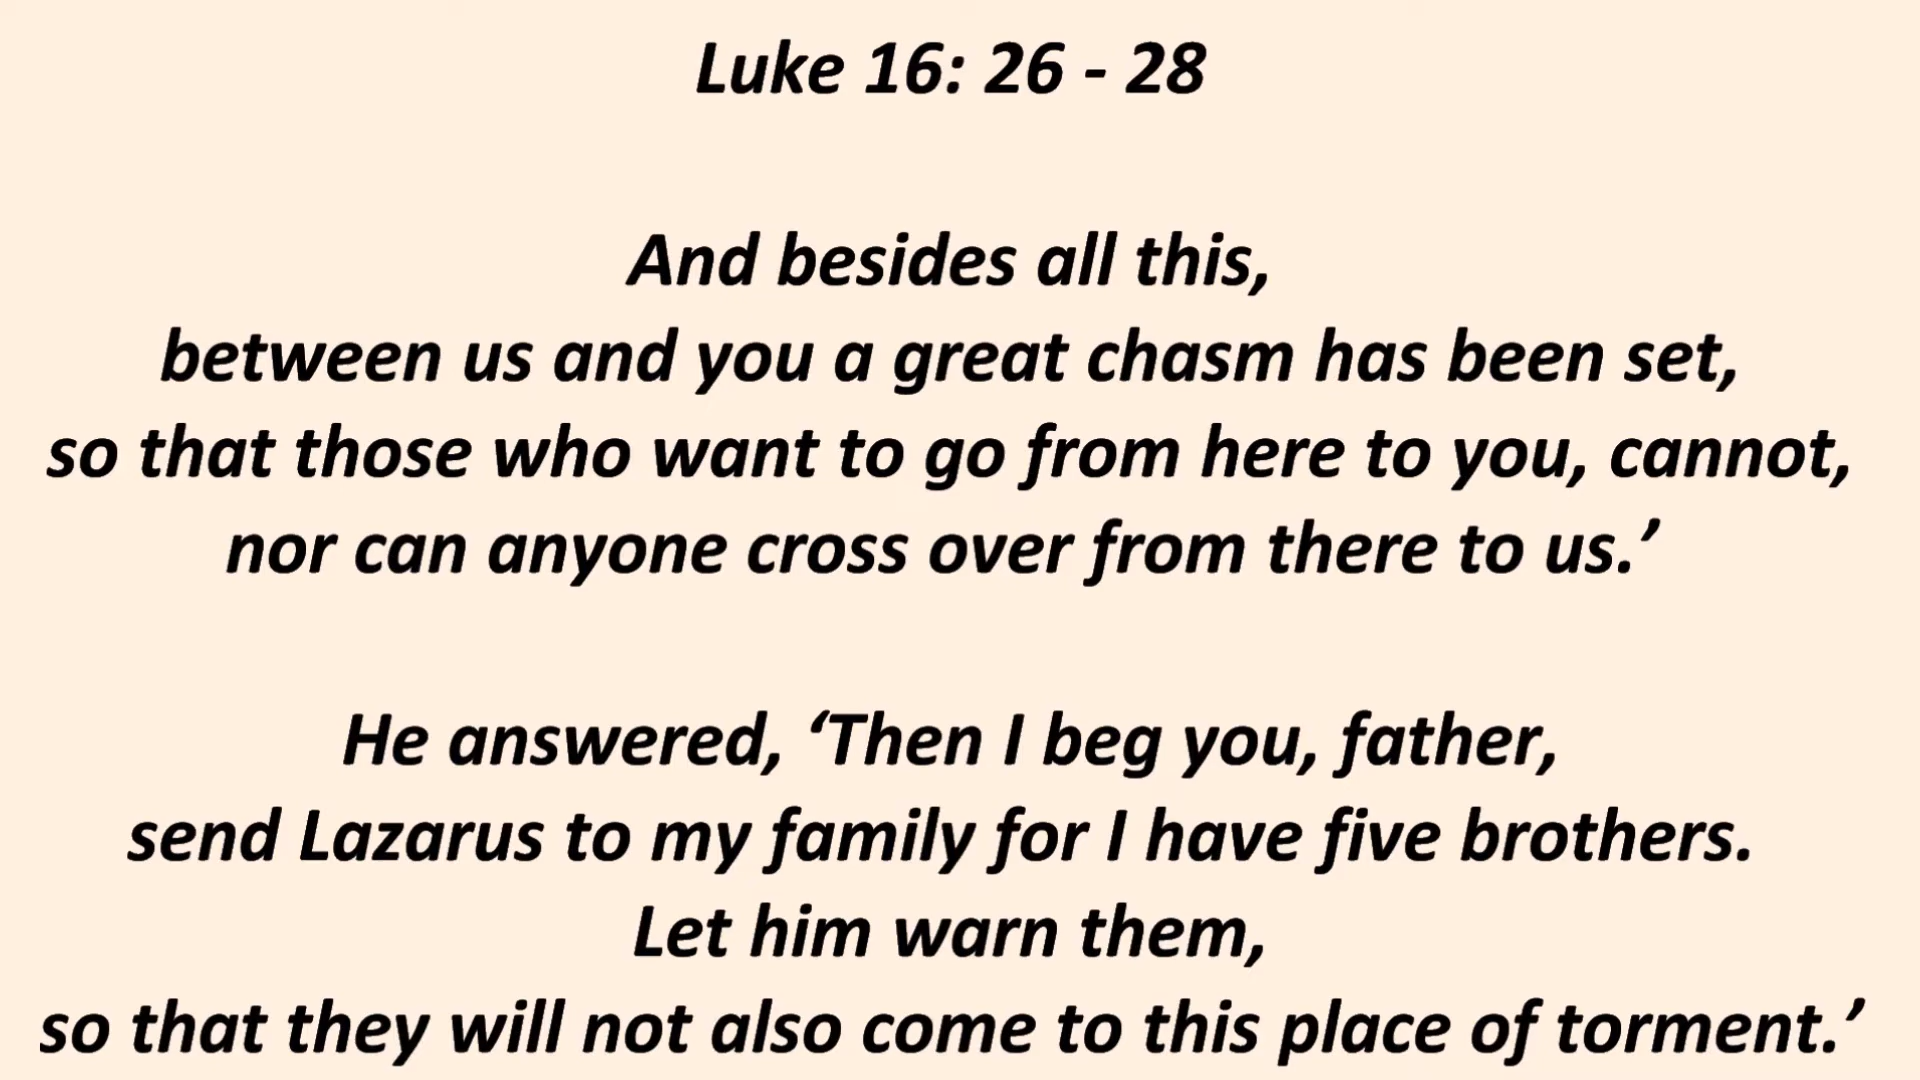 Luke 16: 26 - 28
And besides all this,
between us and you a great chasm has been set,
so that those who want to go from here to you, cannot,
nor can anyone cross over from there to us.’
He answered, ‘Then I beg you, father,
send Lazarus to my family for I have five brothers.
Let him warn them,
so that they will not also come to this place of torment.’